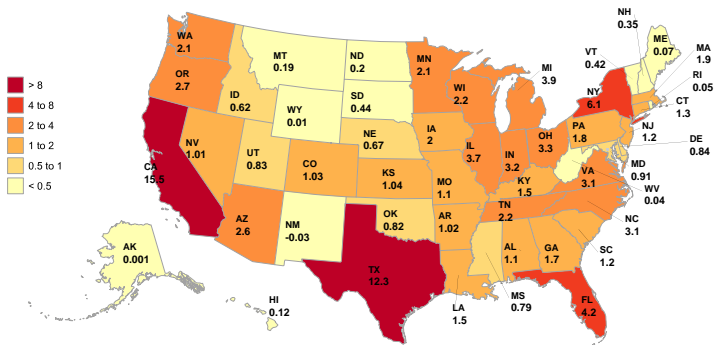 NH
0.35
WA
2.1
MT
0.19
ND
0.2
MN
2.1
VT
0.42
ME
0.07
MA
1.9
RI
0.05
MI
3.9
> 8
4 to 8
2 to 4
1 to 2
0.5 to 1
< 0.5
OR
2.7
ID
0.62
WY
0.01
SD
0.44
WI
2.2
NY
6.1
CT
1.3
NJ
1.2
DE
0.84
NV
1.01
UT
0.83
CO
1.03
NE
0.67
IA
2
IL
3.7
IN
3.2
OH
3.3
PA
1.8
MD
0.91
WV
0.04
CA
15.5
KS
1.04
MO
1.1
KY
1.5
VA
3.1
NC
3.1
AZ
2.6
NM
-0.03
OK
0.82
AR
1.02
TN
2.2
SC
1.2
AK
0.001
TX
12.3
AL
1.1
GA
1.7
HI
0.12
LA
1.5
MS
0.79
FL
4.2